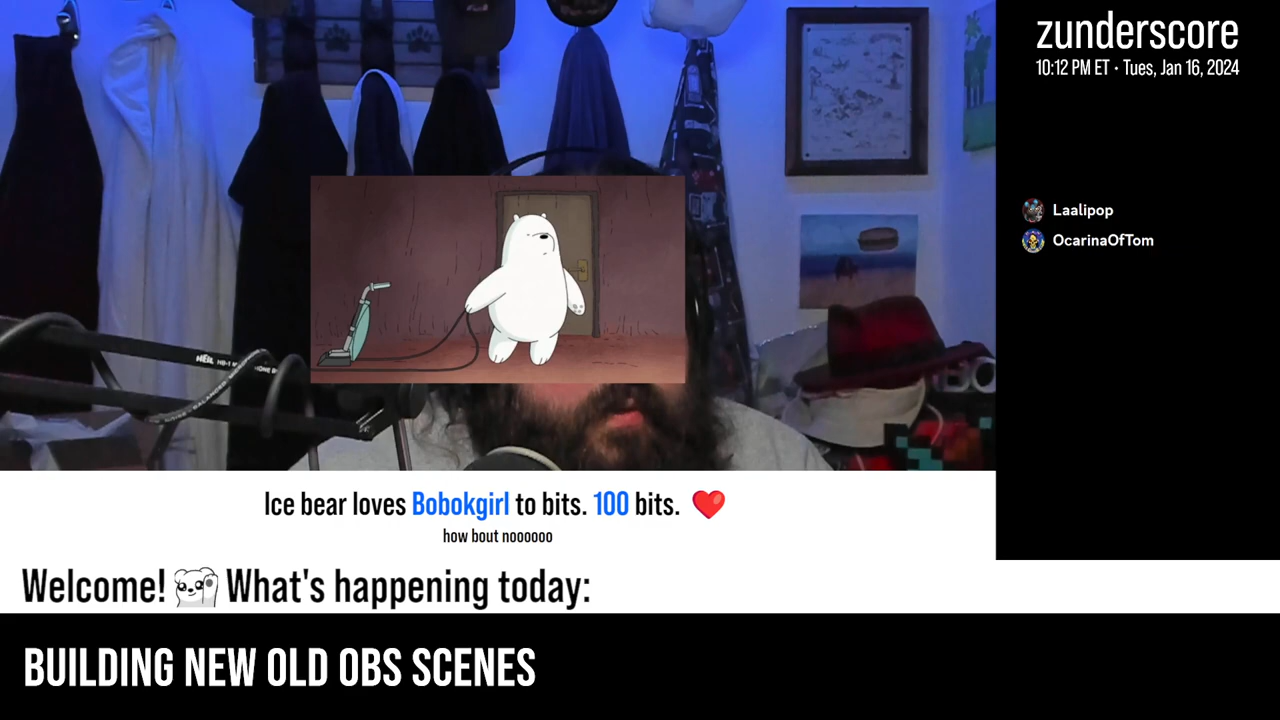 zunderscore
10:12 PM ET · Tues, Jan 16, 2024
Laalipop
OcarinaOfTom
Ice bear loves Bobokgirl to bits. 100 bits. ❤️
how bout noooooo
Welcome! What's happening today:
BUILDING NEW OLD OBS SCENES